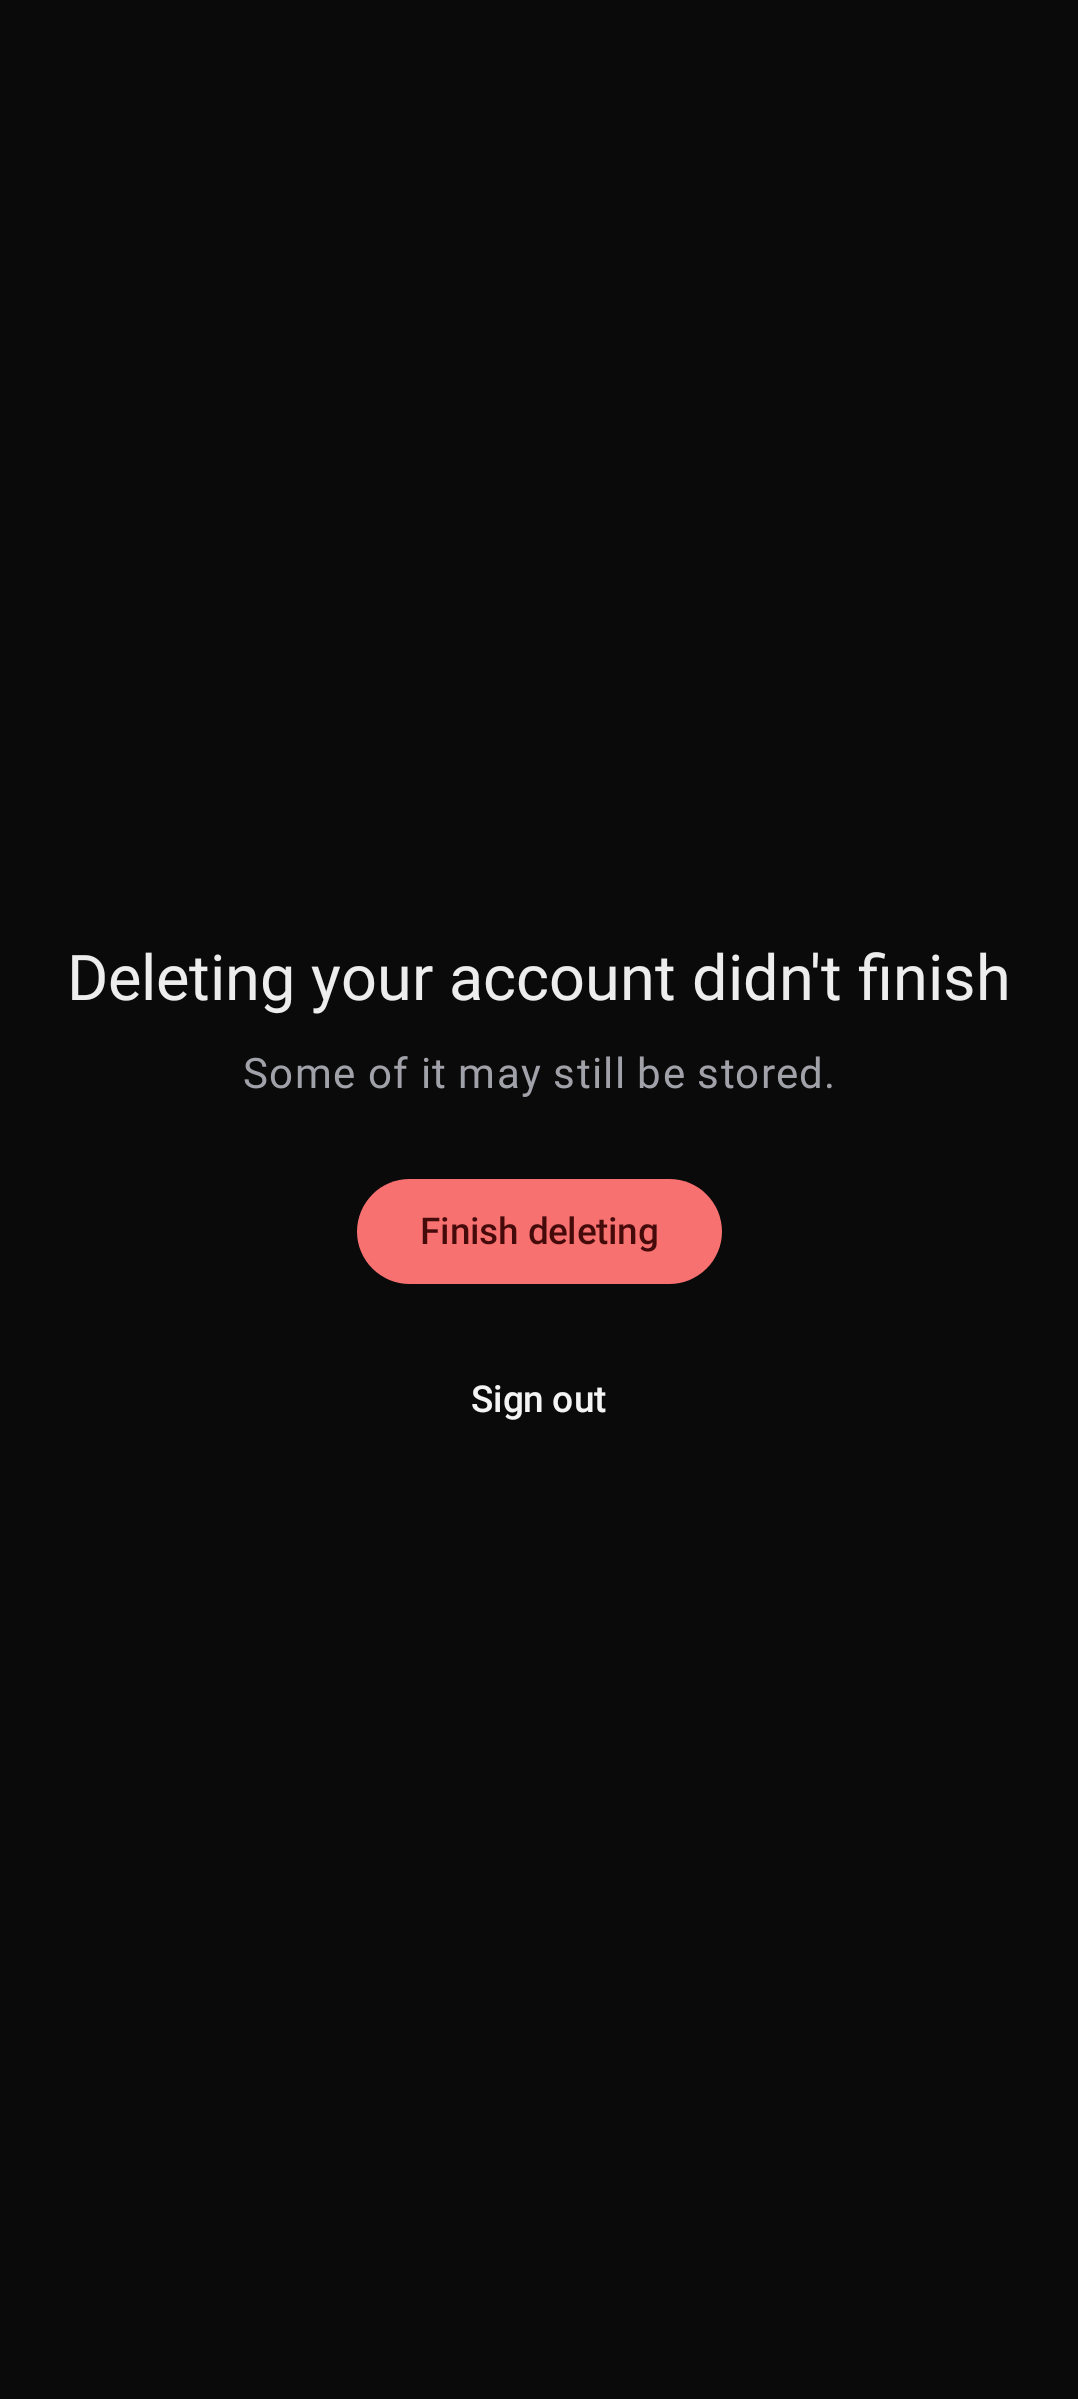 Deleting your account didn't finish
Some of it may still be stored.
Finish deleting
Sign out